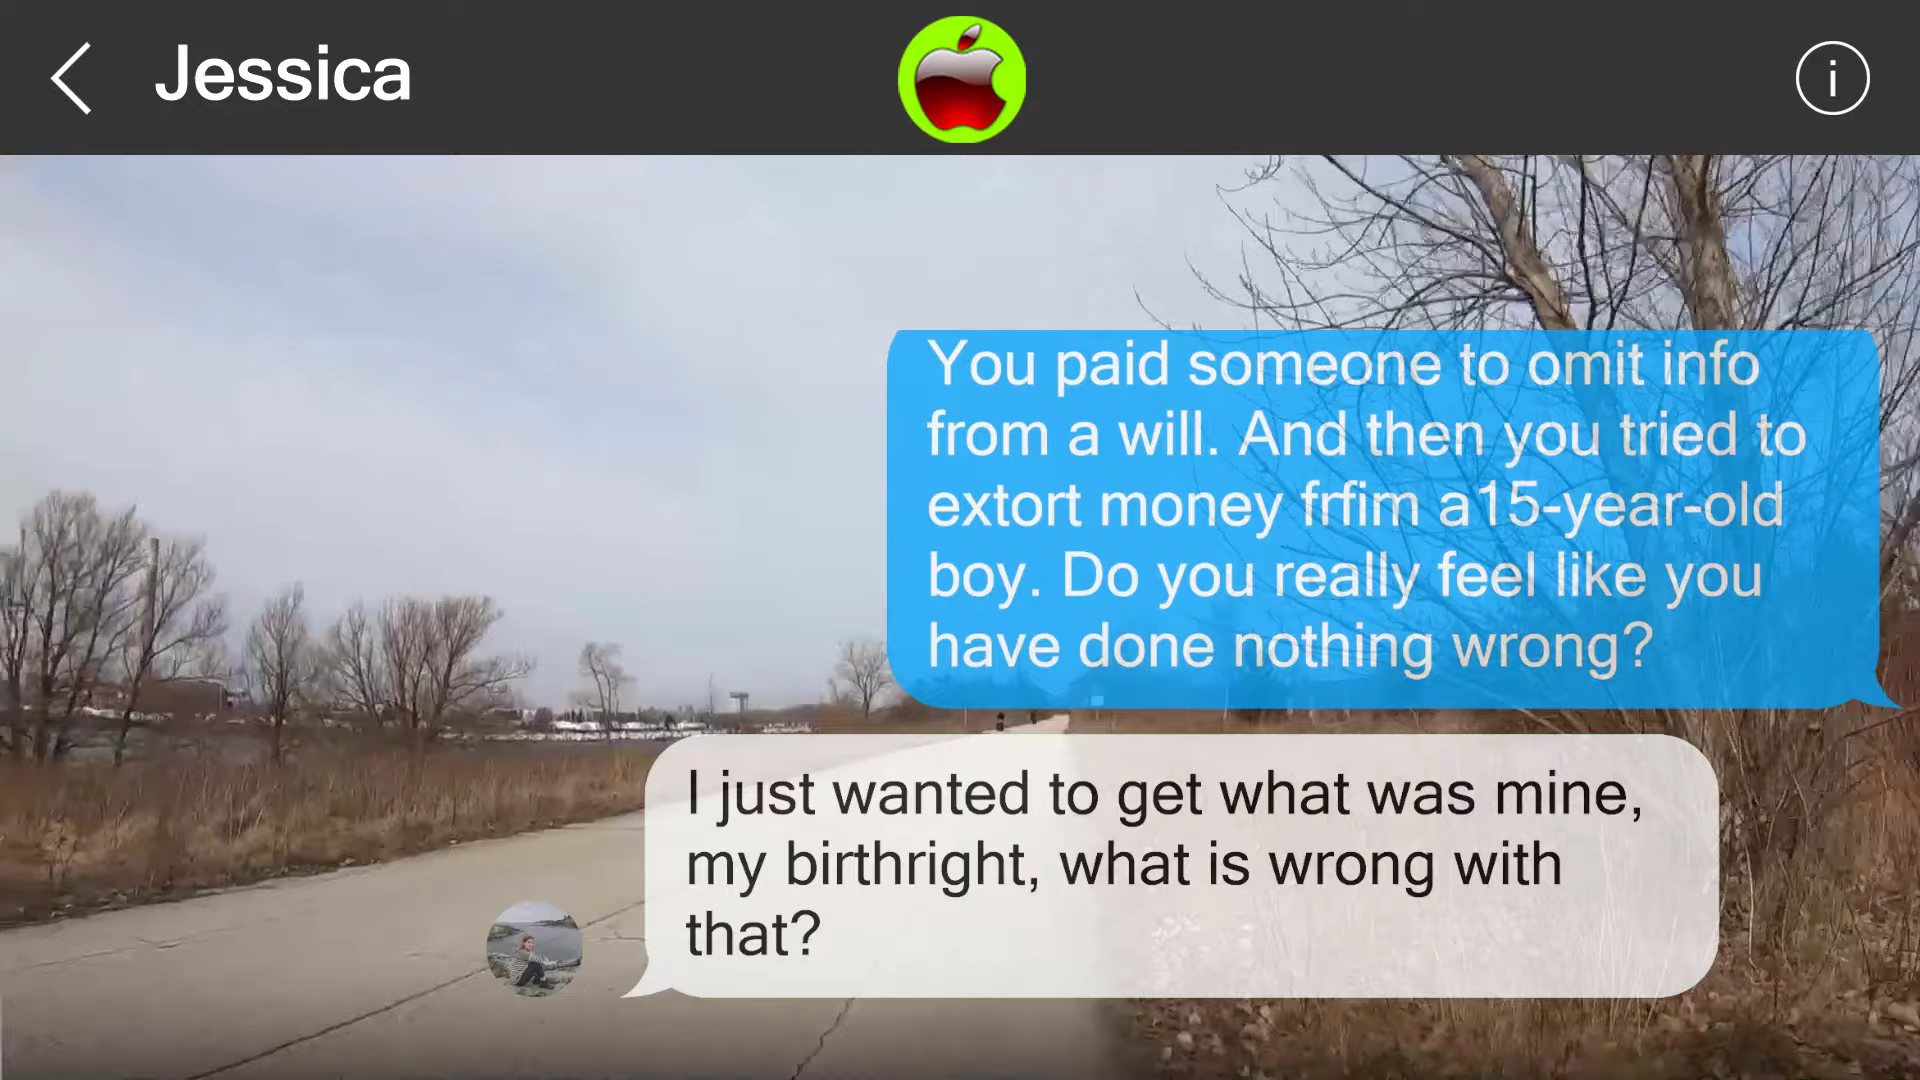 Jessica
i
You paid someone to omit info
from a will. And then you tried to
extort money frfim a15-year-old
boy. Do you really feel like you
have done nothing wrong?
I just wanted to get what was mine,
my birthright, what is wrong with
that?